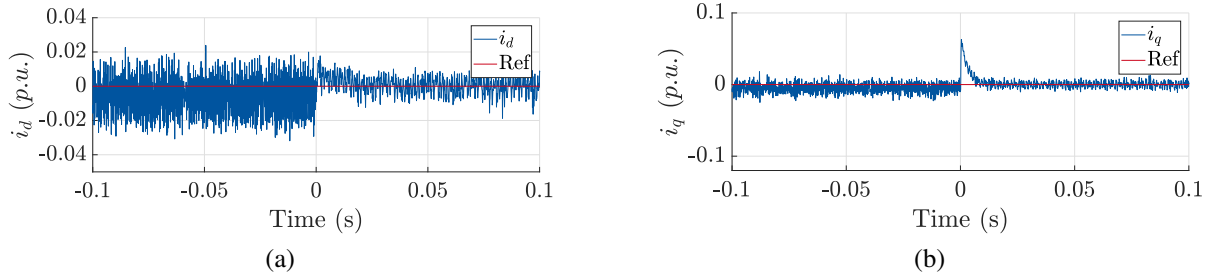 0.04
0.02
0
-0.02
-0.04
i_d (p.u.)
i_d
Ref
-0.1
-0.05
0
0.05
0.1
Time (s)
(a)
0.1
0
-0.1
i_q (p.u.)
i_q
Ref
-0.1
-0.05
0
0.05
0.1
Time (s)
(b)